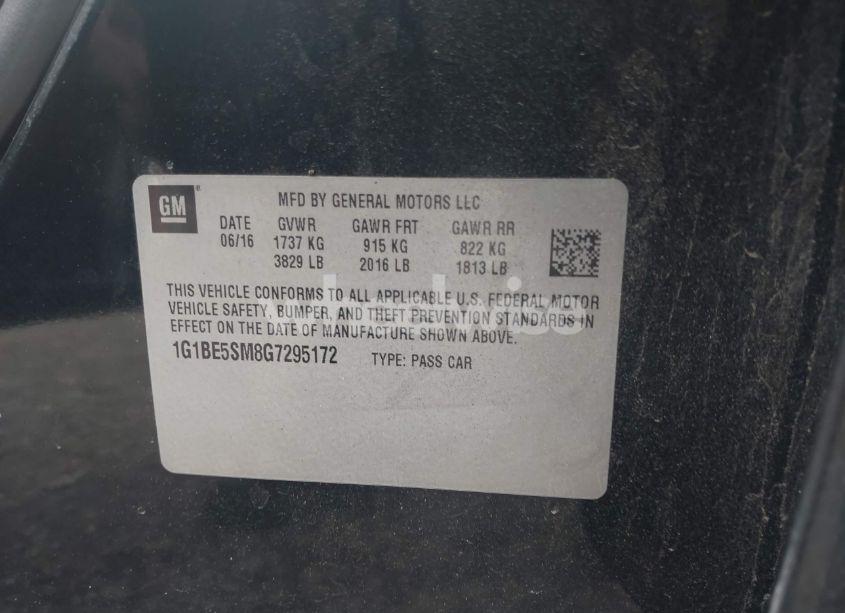 GM
MFD BY GENERAL MOTORS LLC
DATE GVWR GAWR FRT GAWR RR
06/16 1737 KG 915 KG 822 KG
3829 LB 2016 LB 1813 LB
THIS VEHICLE CONFORMS TO ALL APPLICABLE U.S. FEDERAL MOTOR
VEHICLE SAFETY, BUMPER, AND THEFT PREVENTION STANDARDS IN
EFFECT ON THE DATE OF MANUFACTURE SHOWN ABOVE.
1G1BE5SM8G7295172 TYPE: PASS CAR